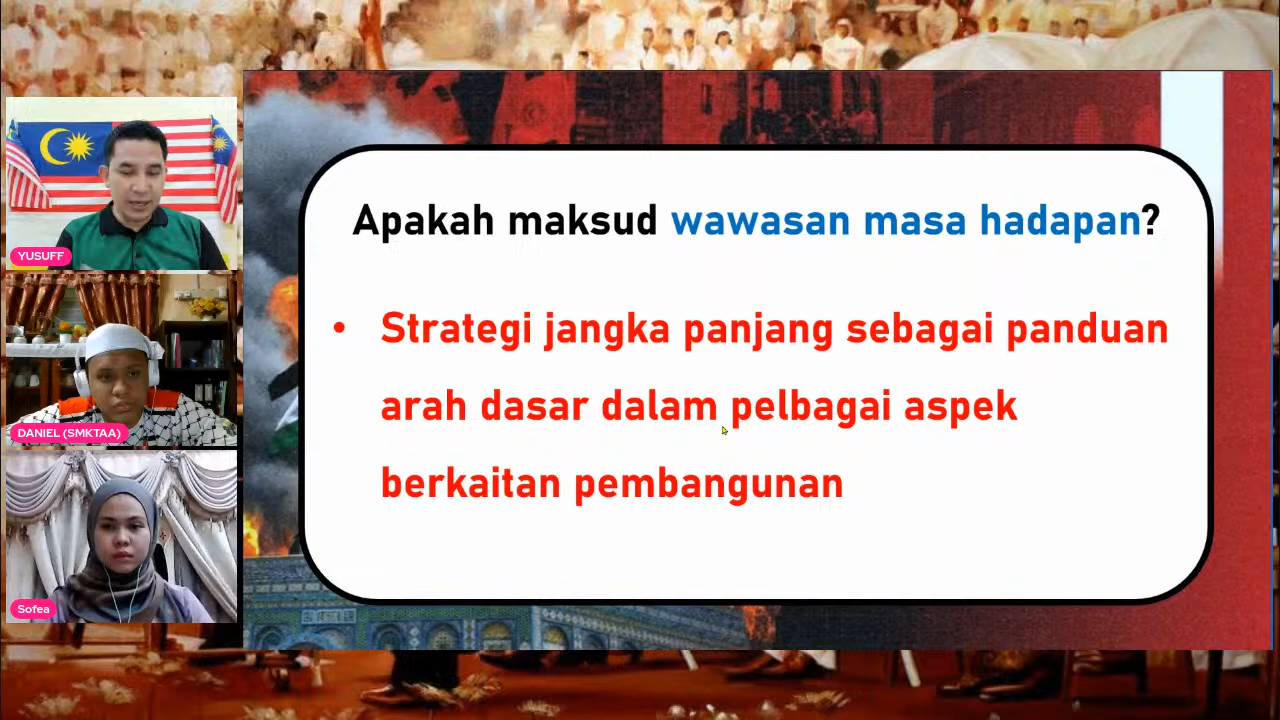 Apakah maksud wawasan masa hadapan?
• Strategi jangka panjang sebagai panduan
arah dasar dalam pelbagai aspek
berkaitan pembangunan
YUSUFF
DANIEL (SMKTAA)
Sofea